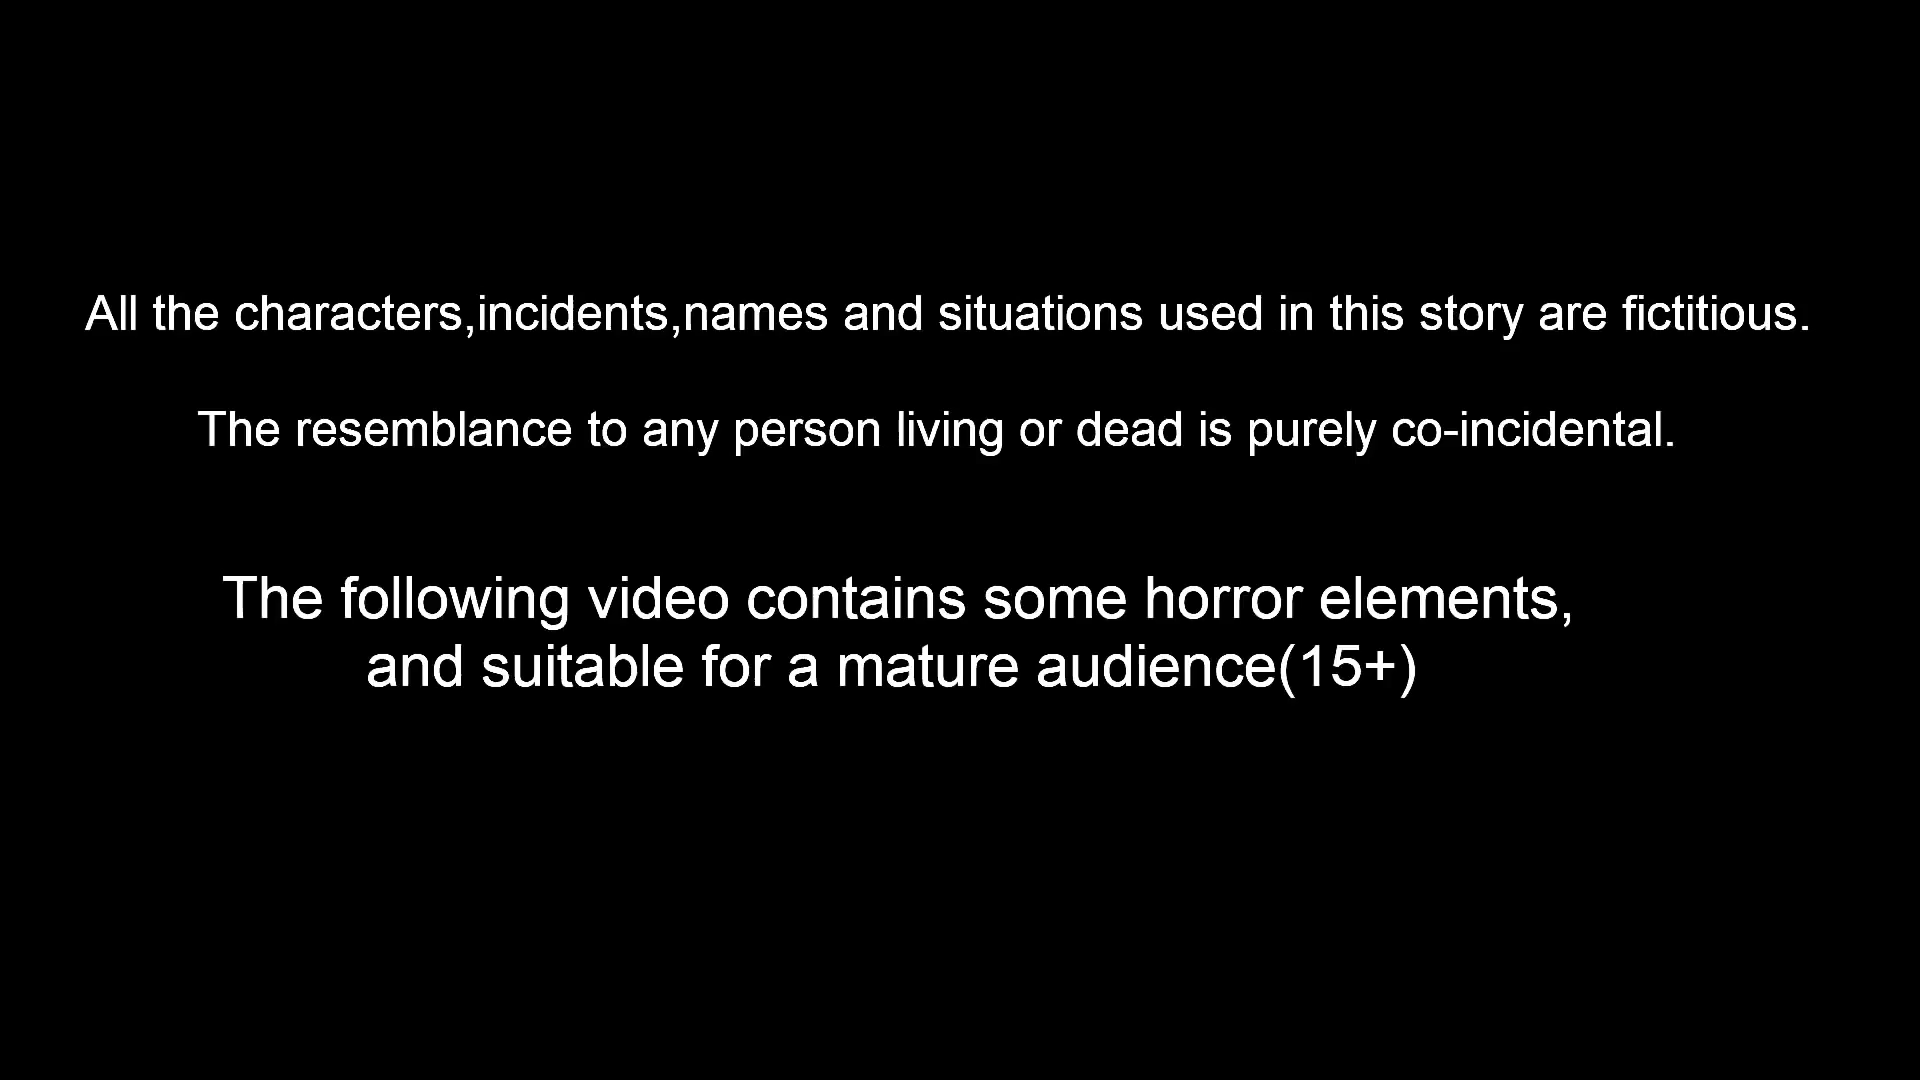 All the characters,incidents,names and situations used in this story are fictitious.
The resemblance to any person living or dead is purely co-incidental.
The following video contains some horror elements,
and suitable for a mature audience(15+)